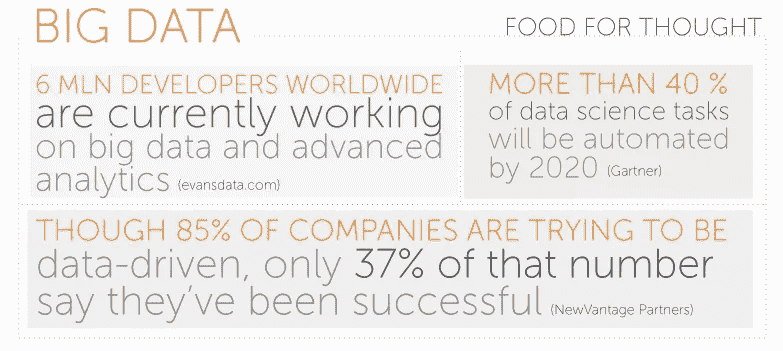 BIG DATA
FOOD FOR THOUGHT
6 MLN DEVELOPERS WORLDWIDE
are currently working
on big data and advanced
analytics (evansdata.com)
MORE THAN 40 %
of data science tasks
will be automated
by 2020 (Gartner)
THOUGH 85% OF COMPANIES ARE TRYING TO BE
data-driven, only 37% of that number
say they've been successful (NewVantage Partners)